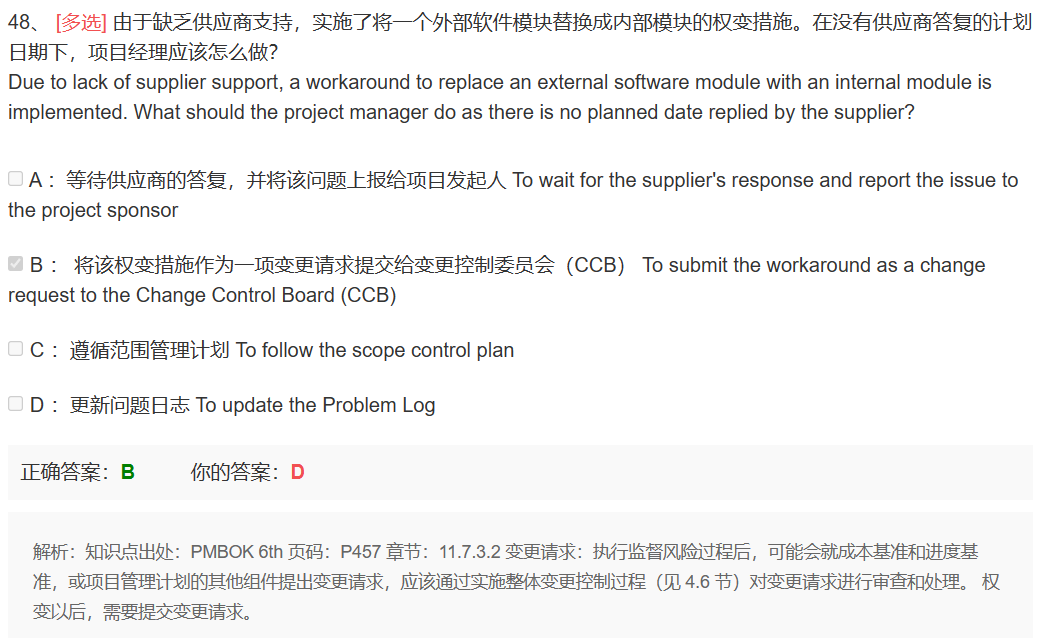 48、 [多选] 由于缺乏供应商支持，实施了将一个外部软件模块替换成内部模块的权变措施。在没有供应商答复的计划
日期下，项目经理应该怎么做?
Due to lack of supplier support, a workaround to replace an external software module with an internal module is
implemented. What should the project manager do as there is no planned date replied by the supplier?
A： 等待供应商的答复，并将该问题上报给项目发起人 To wait for the supplier's response and report the issue to
the project sponsor
B： 将该权变措施作为一项变更请求提交给变更控制委员会（CCB） To submit the workaround as a change
request to the Change Control Board (CCB)
C： 遵循范围管理计划 To follow the scope control plan
D： 更新问题日志 To update the Problem Log
正确答案：B 你的答案：D
解析：知识点出处：PMBOK 6th 页码：P457 章节：11.7.3.2 变更请求：执行监督风险过程后，可能会就成本基准和进度基
准，或项目管理计划的其他组件提出变更请求，应该通过实施整体变更控制过程（见 4.6 节）对变更请求进行审查和处理。 权
变以后，需要提交变更请求。